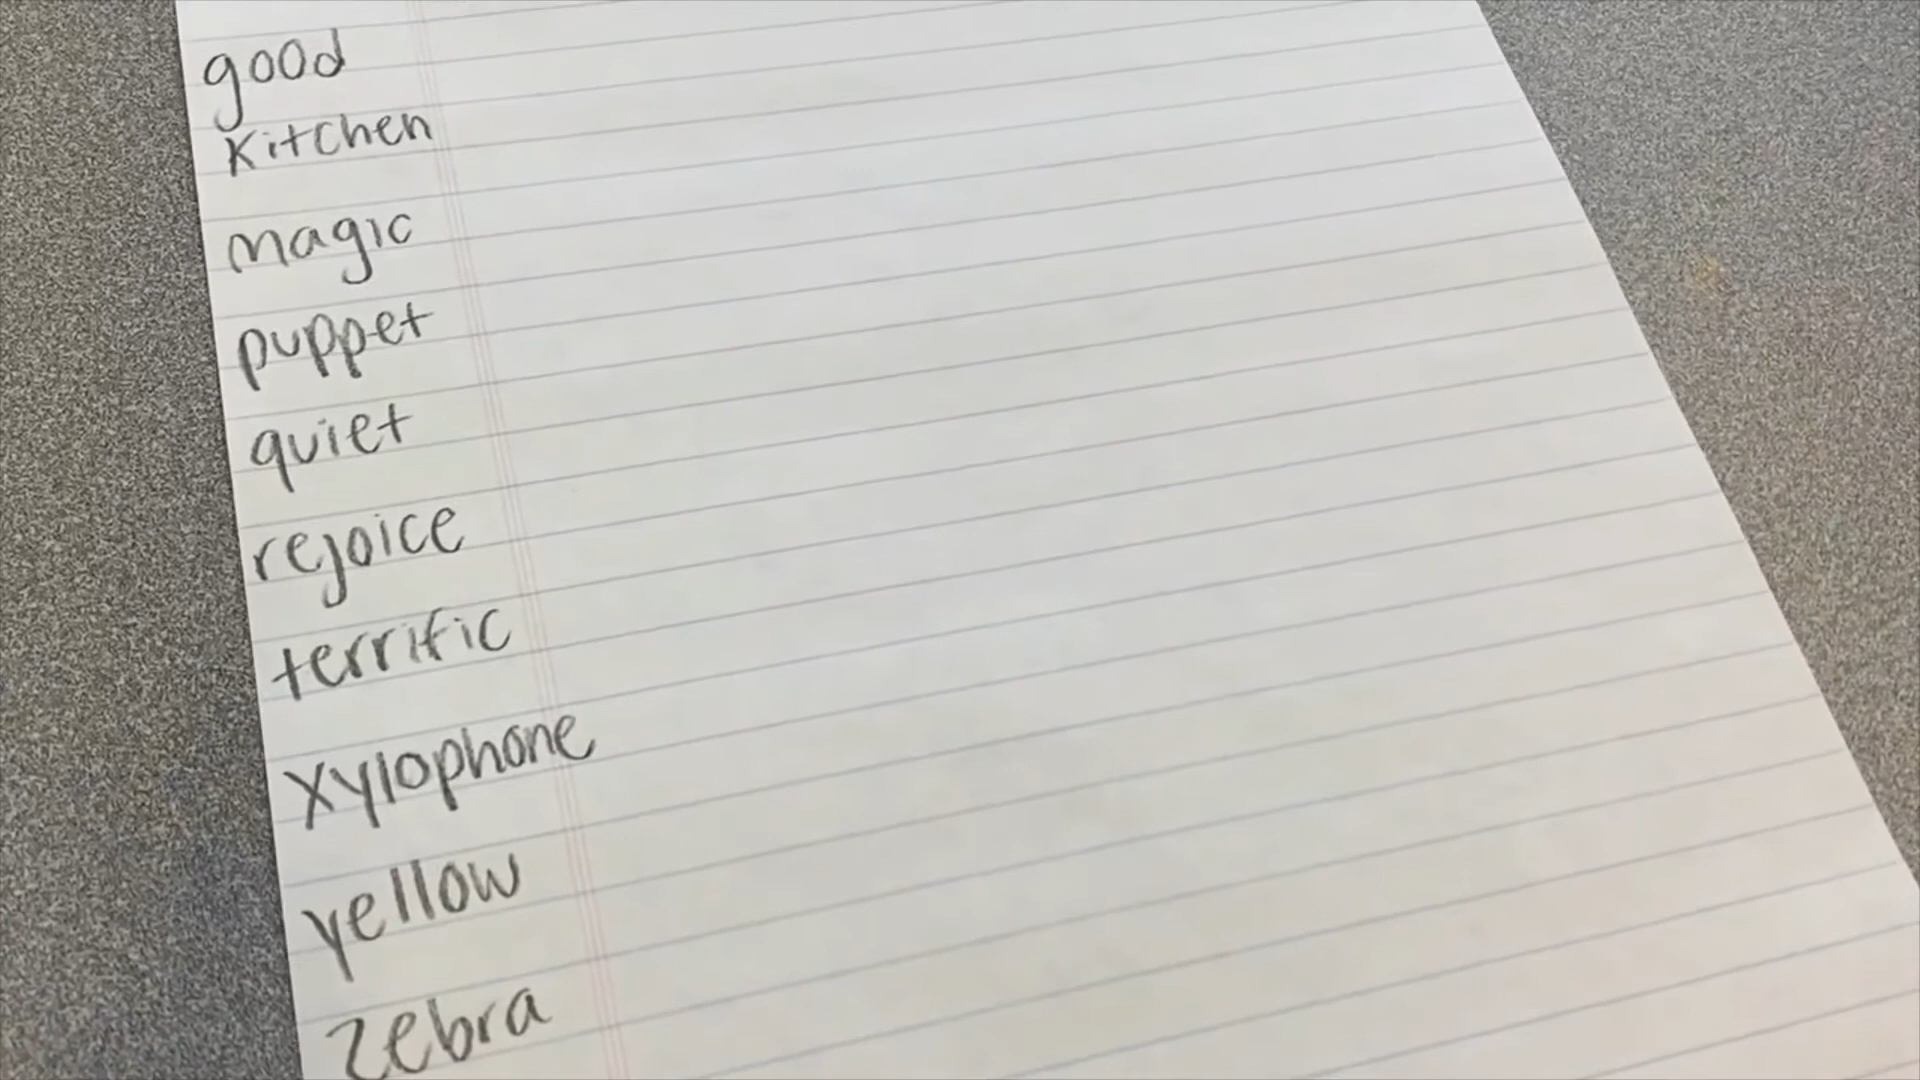 good
Kitchen
magic
puppet
quiet
rejoice
terrific
Xylophone
yellow
zebra